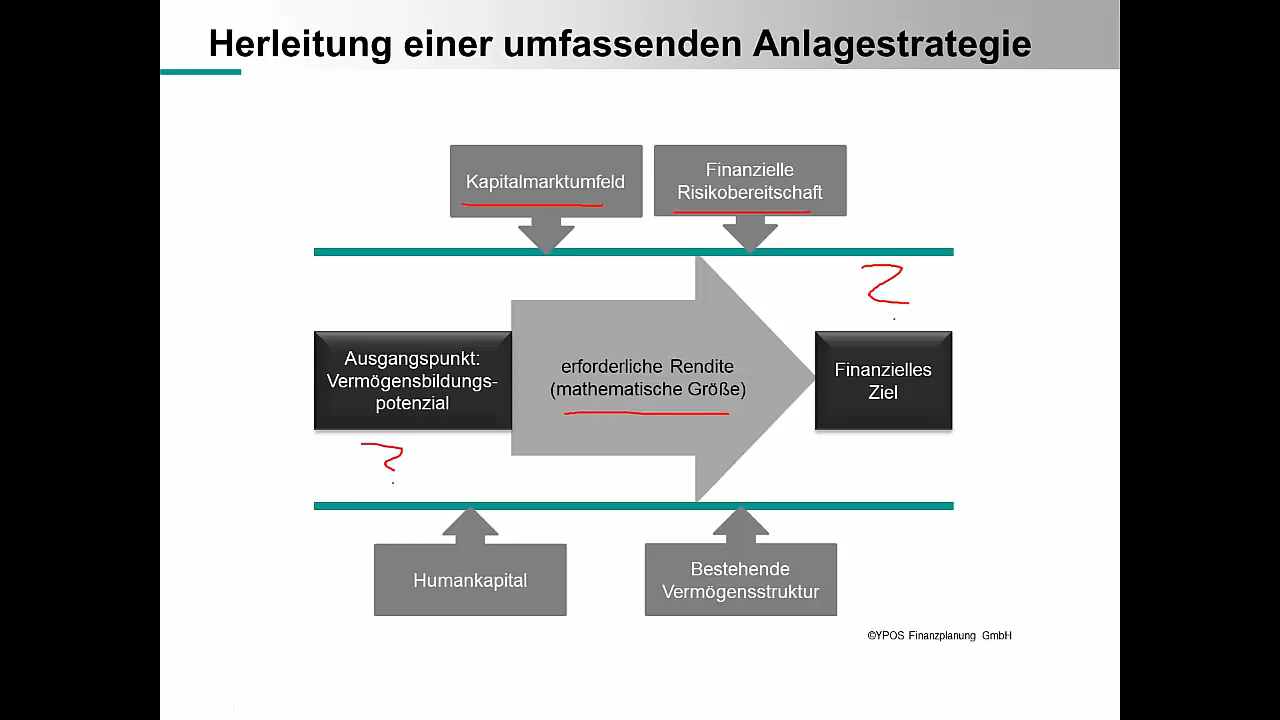 Herleitung einer umfassenden Anlagestrategie
Kapitalmarktumfeld
Finanzielle
Risikobereitschaft
?
Ausgangspunkt:
Vermögensbildungs-
potenzial
erforderliche Rendite
(mathematische Größe)
Finanzielles
Ziel
?
Humankapital
Bestehende
Vermögensstruktur
©YPOS Finanzplanung GmbH